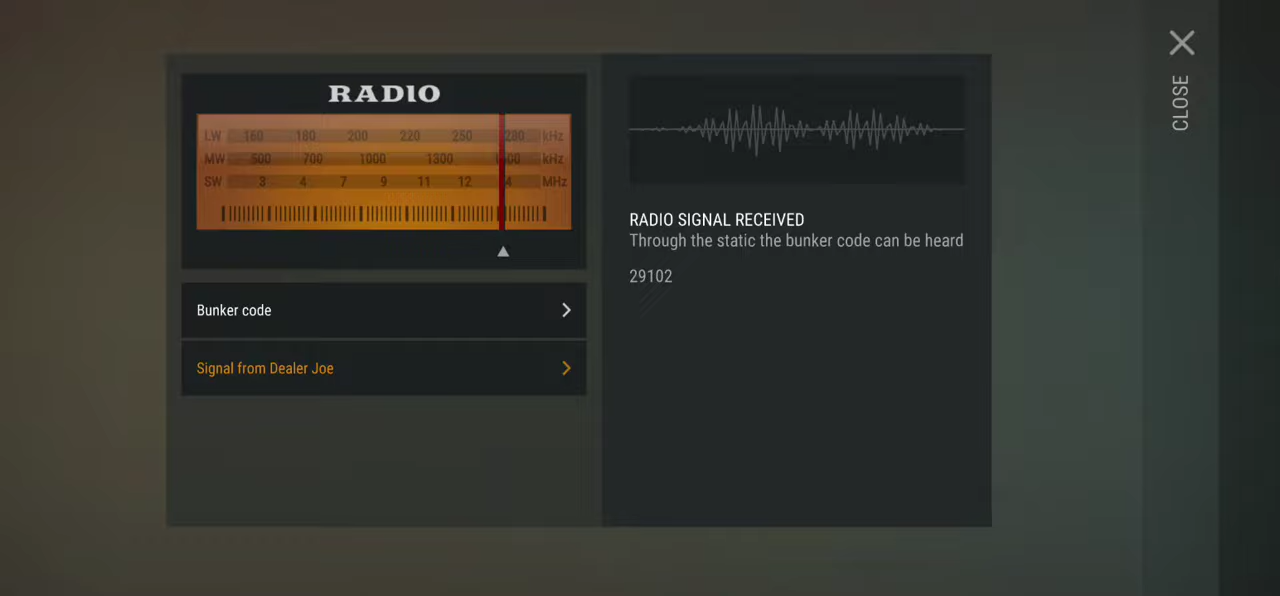 RADIO
LW 160 180 200 220 250 280 kHz
MW 500 700 1000 1300 kHz
SW 3 4 7 9 11 12 MHz
Bunker code
Signal from Dealer Joe
RADIO SIGNAL RECEIVED
Through the static the bunker code can be heard
29102
CLOSE